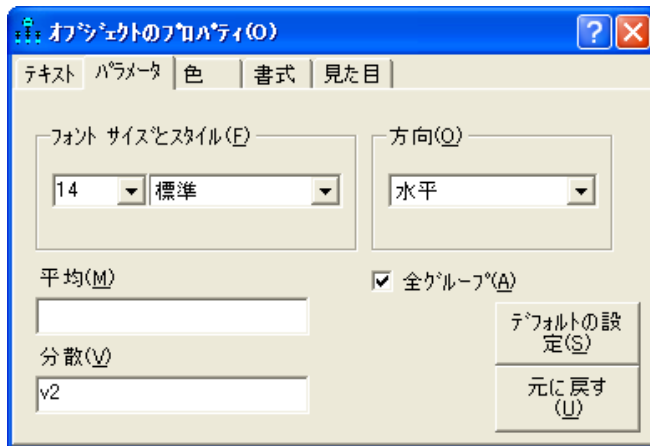 オブジェクトのプロパティ(O)
テキスト パラメータ 色 書式 見た目
フォント サイズとスタイル(F) 方向(O)
14 標準 水平
平均(M) 全グループ(A)
分散(V)
v2
デフォルトの設
定(S)
元に戻す
(U)